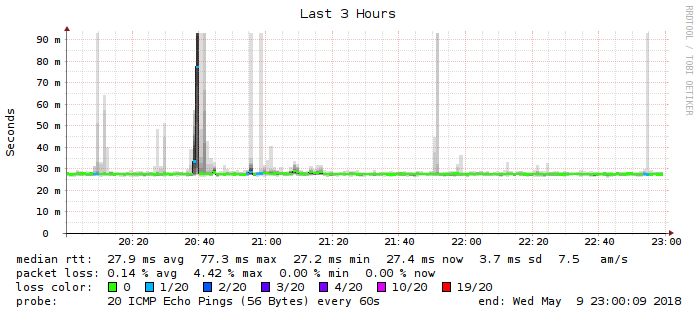 Last 3 Hours
RRDTOOL / TOBI OETIKER
Seconds
90 m
80 m
70 m
60 m
50 m
40 m
30 m
20 m
10 m
0
20:20 20:40 21:00 21:20 21:40 22:00 22:20 22:40 23:00
median rtt: 27.9 ms avg 77.3 ms max 27.2 ms min 27.4 ms now 3.7 ms sd 7.5 am/s
packet loss: 0.14 % avg 4.42 % max 0.00 % min 0.00 % now
loss color: 0 1/20 2/20 3/20 4/20 10/20 19/20
probe: 20 ICMP Echo Pings (56 Bytes) every 60s end: Wed May 9 23:00:09 2018